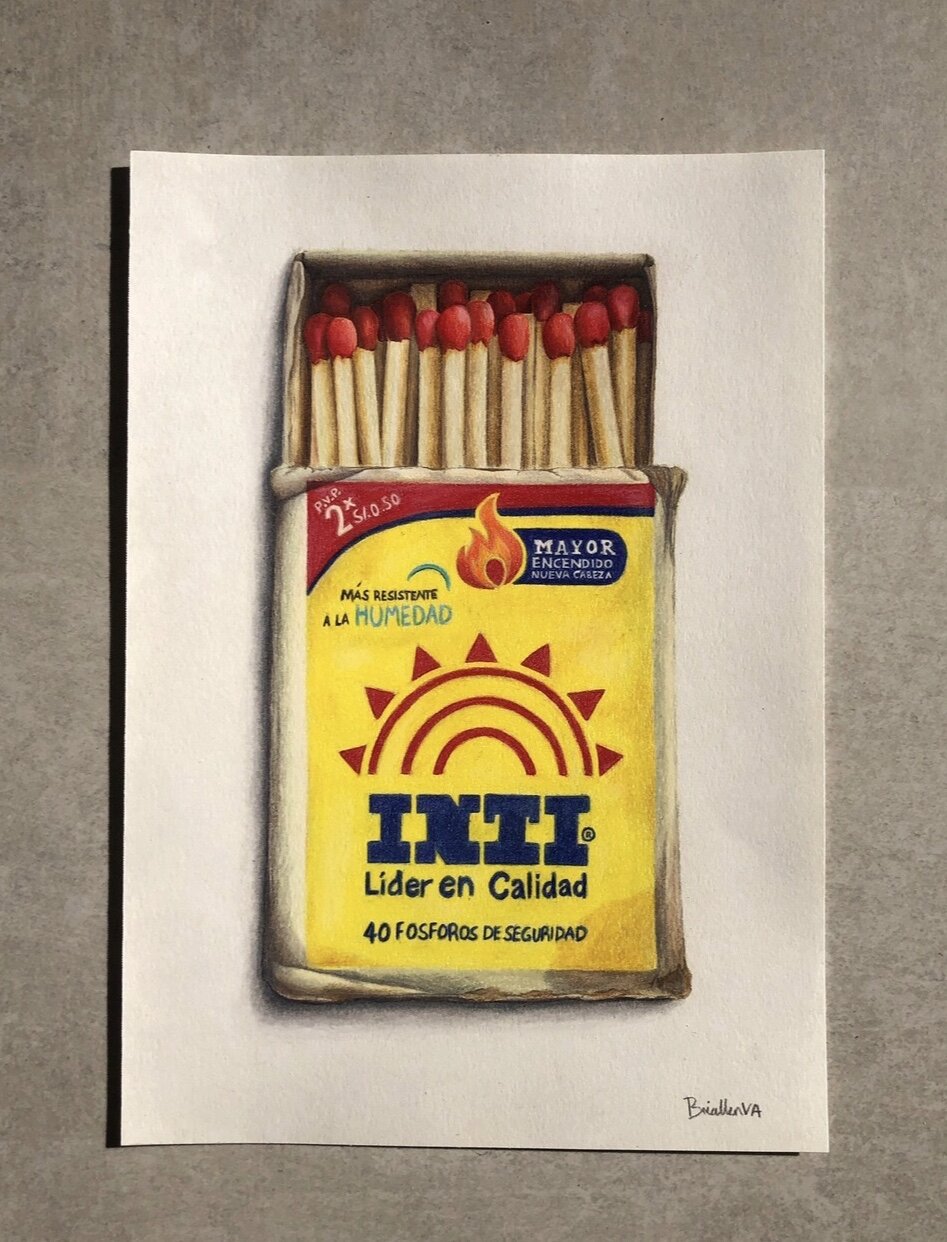 P.V.P.
2x S/.0.50
MAYOR
ENCENDIDO
NUEVA CABEZA
MÁS RESISTENTE
A LA HUMEDAD
INTI®
Líder en Calidad
40 FOSFOROS DE SEGURIDAD
BriallenVA